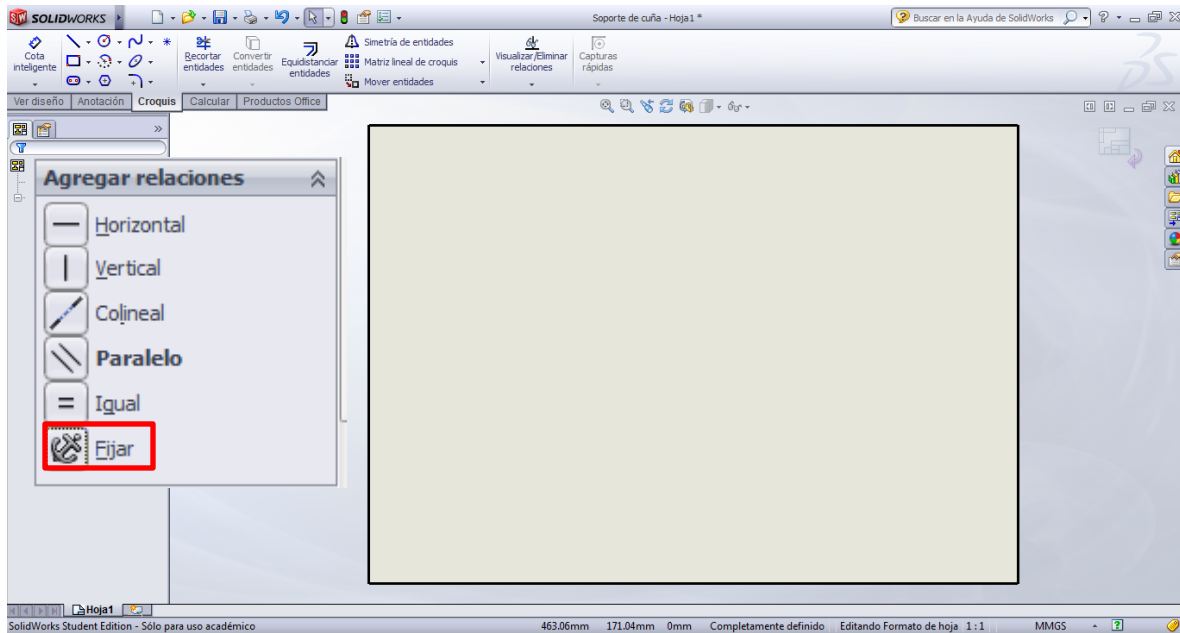 SOLIDWORKS
Soporte de cuña - Hoja1 *
Buscar en la Ayuda de SolidWorks
Cota inteligente
Recortar entidades
Convertir entidades
Equidistanciar entidades
Simetría de entidades
Matriz lineal de croquis
Mover entidades
Visualizar/Eliminar relaciones
Capturas rápidas
Ver diseño Anotación Croquis Calcular Productos Office
Agregar relaciones
Horizontal
Vertical
Colineal
Paralelo
Igual
Fijar
Hoja1
SolidWorks Student Edition - Sólo para uso académico 463.06mm 171.04mm 0mm Completamente definido Editando Formato de hoja 1 : 1 MMGS